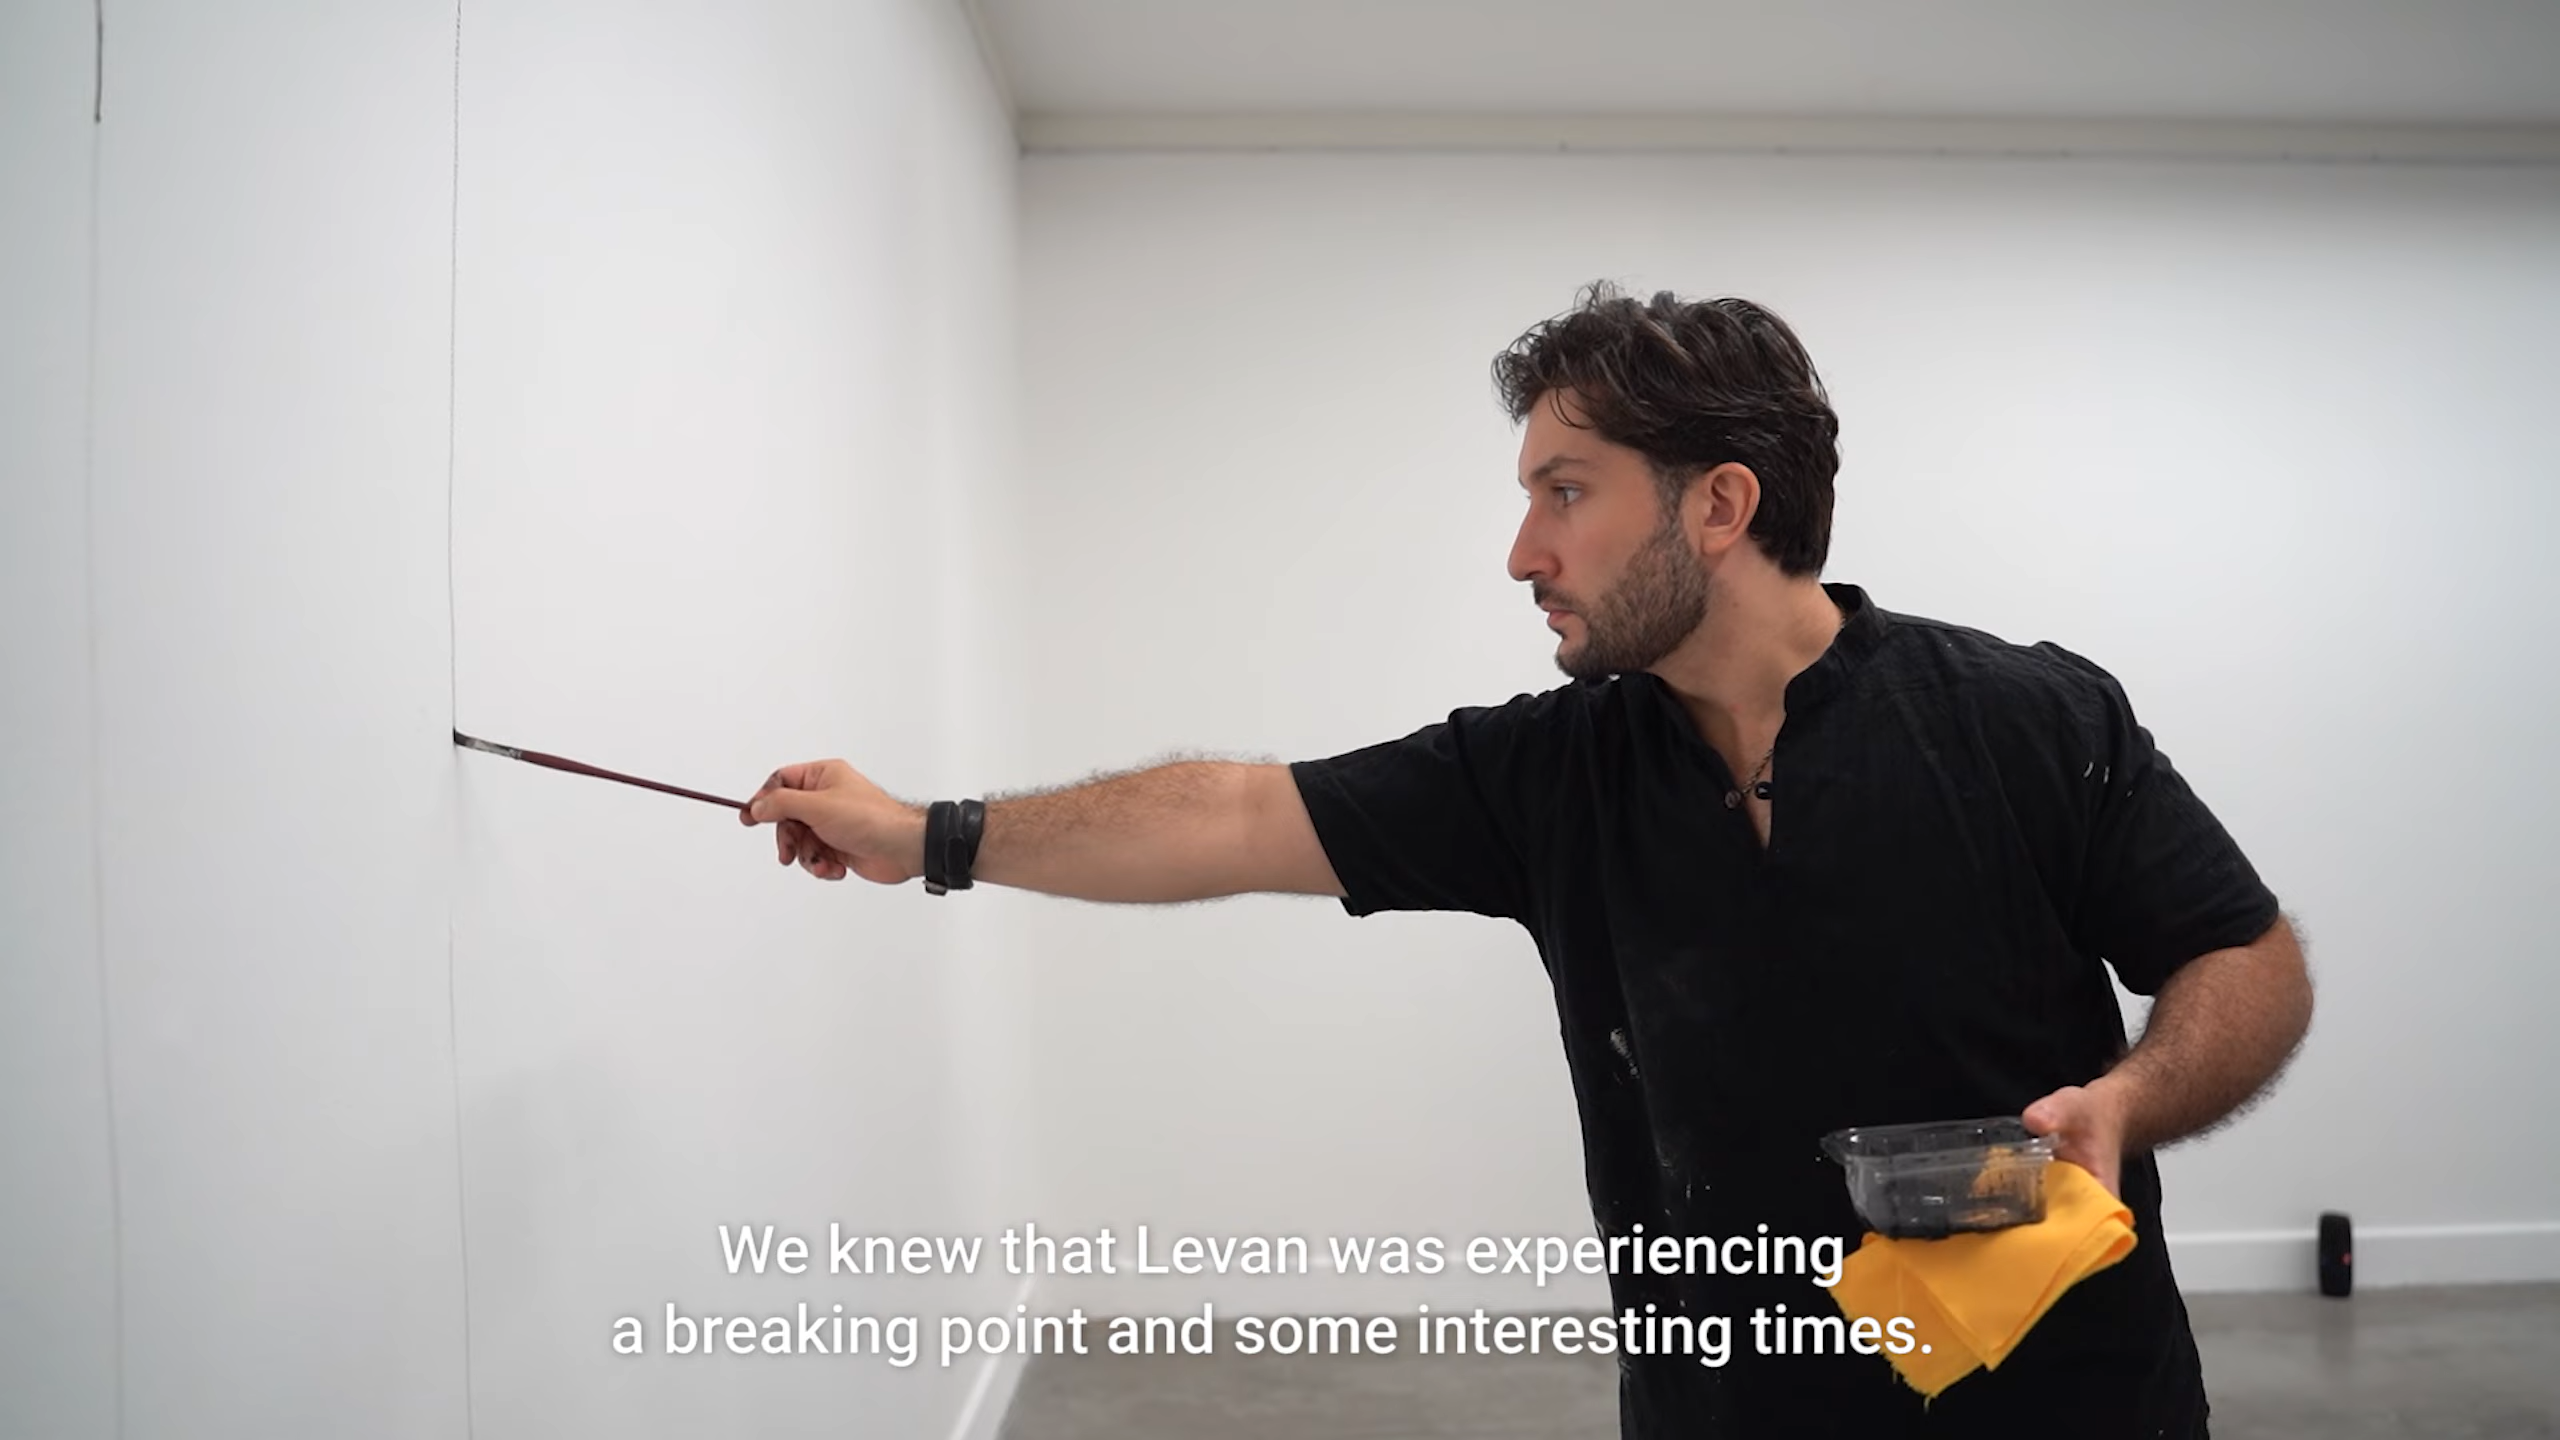 We knew that Levan was experiencing
a breaking point and some interesting times.